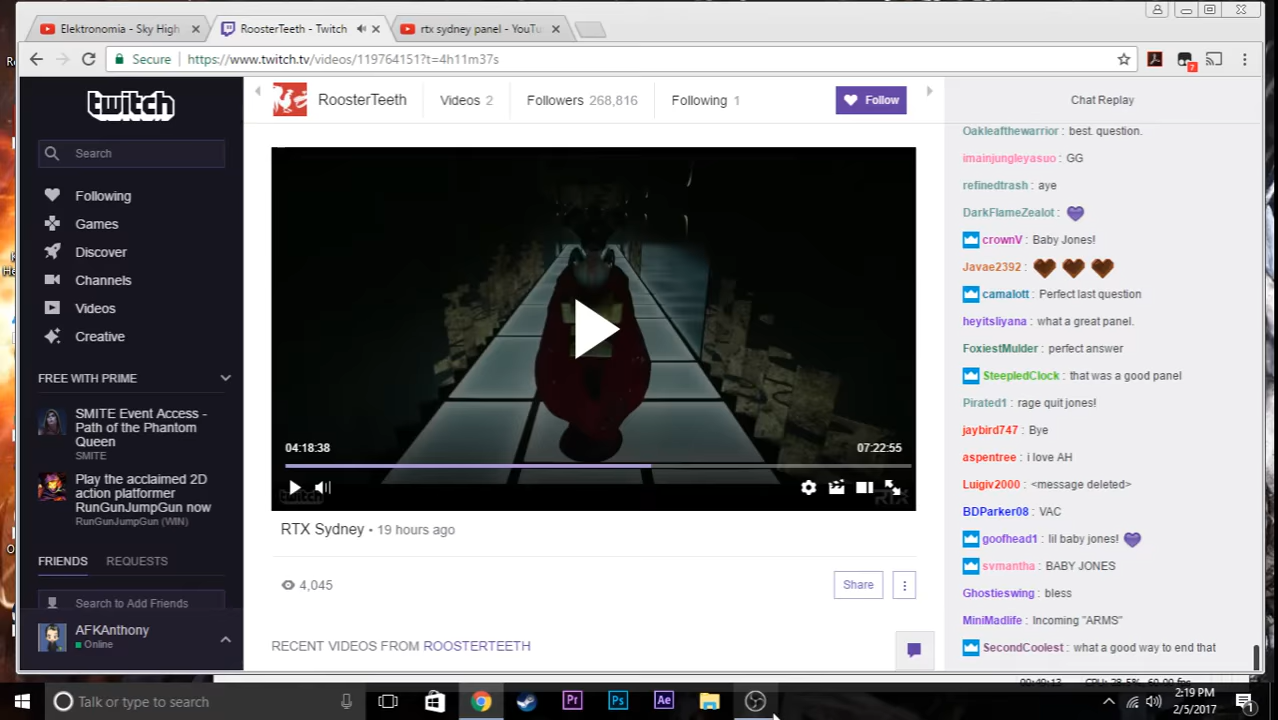 Elektronomia - Sky High
RoosterTeeth - Twitch
rtx sydney panel - YouTu
Secure
https://www.twitch.tv/videos/119764151?t=4h11m37s
7
twitch
Search
Following
Games
Discover
Channels
Videos
Creative
FREE WITH PRIME
SMITE Event Access -
Path of the Phantom
Queen
SMITE
Play the acclaimed 2D
action platformer
RunGunJumpGun now
RunGunJumpGun (WIN)
FRIENDS REQUESTS
Search to Add Friends
AFKAnthony
Online
RoosterTeeth
Videos 2
Followers 268,816
Following 1
Follow
04:18:38
07:22:55
twitch
RTX
RTX Sydney • 19 hours ago
4,045
Share
RECENT VIDEOS FROM ROOSTERTEETH
Chat Replay
Oakleafthewarrior : best. question.
imainjungleyasuo : GG
refinedtrash : aye
DarkFlameZealot :
crownV : Baby Jones!
Javae2392 :
camalott : Perfect last question
heyitsliyana : what a great panel.
FoxiestMulder : perfect answer
SteepledClock : that was a good panel
Pirated1 : rage quit jones!
jaybird747 : Bye
aspentree : i love AH
Luigiv2000 : <message deleted>
BDParker08 : VAC
goofhead1 : lil baby jones!
svmantha : BABY JONES
Ghostieswing : bless
MiniMadlife : Incoming "ARMS"
SecondCoolest : what a good way to end that
Talk or type to search
Pr
Ps
Ae
2:19 PM
2/5/2017
1